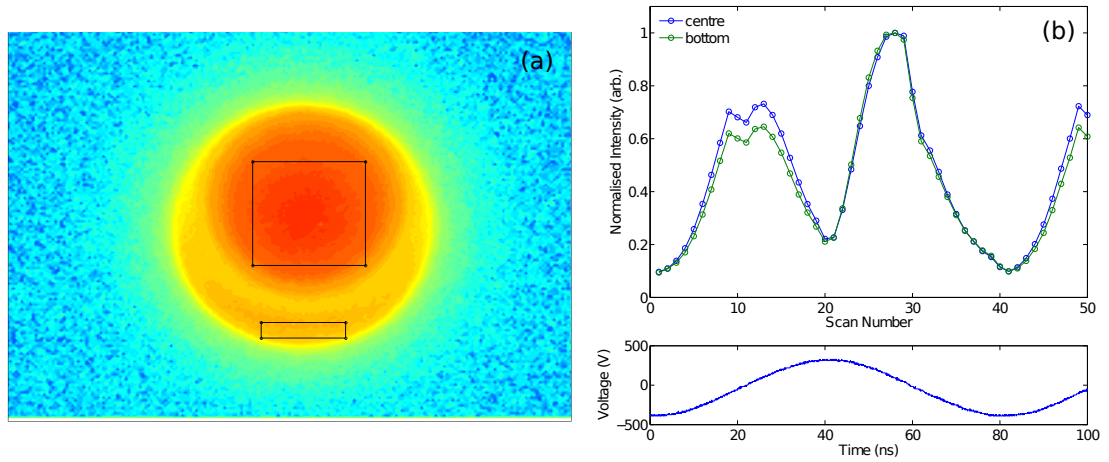 (a)
(b)
centre
bottom
Normalised Intensity (arb.)
1
0.8
0.6
0.4
0.2
0
0 10 20 30 40 50
Scan Number
Voltage (V)
500
0
−500
0 20 40 60 80 100
Time (ns)